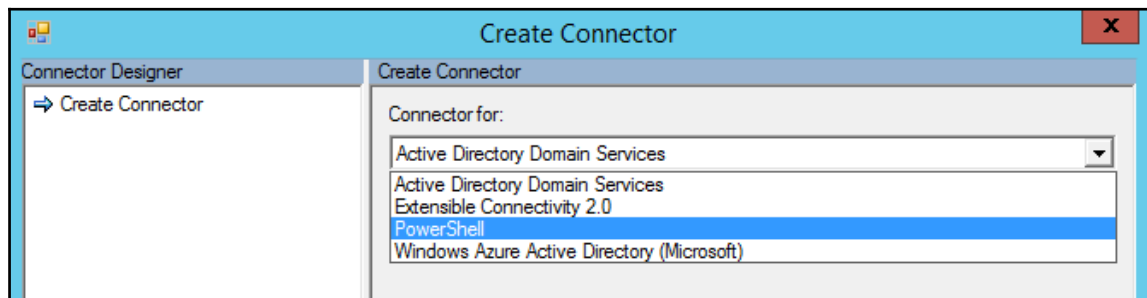 Create Connector
x
Connector Designer
Create Connector
Create Connector
Connector for:
Active Directory Domain Services
Active Directory Domain Services
Extensible Connectivity 2.0
PowerShell
Windows Azure Active Directory (Microsoft)